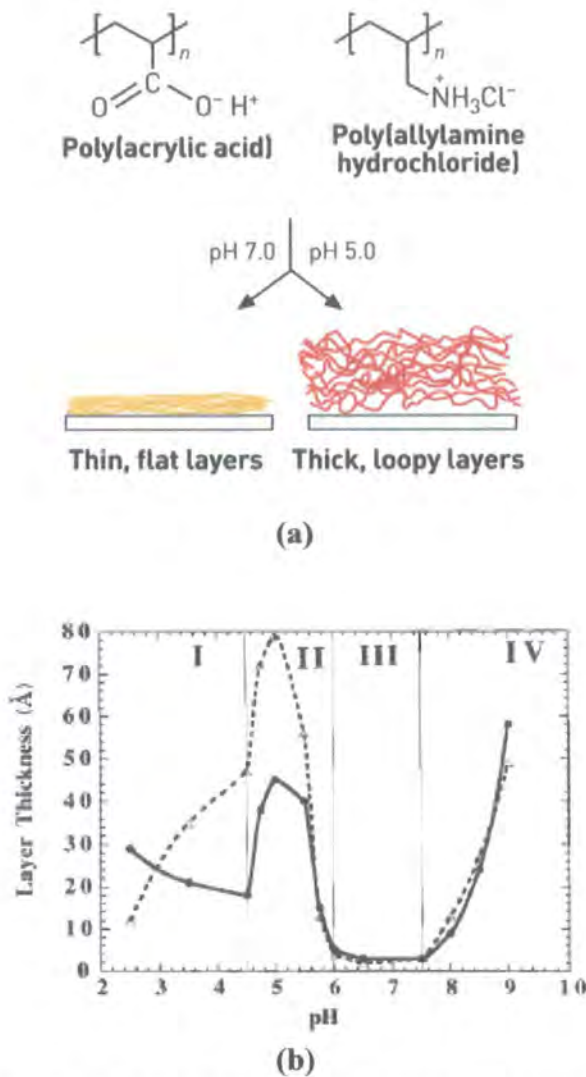 n
n
C
O
O⁻ H⁺
+
NH₃Cl⁻
Poly(acrylic acid)
Poly(allylamine
hydrochloride)
pH 7.0
pH 5.0
Thin, flat layers
Thick, loopy layers
(a)
80
70
60
50
40
30
20
10
0
Layer Thickness (Å)
I
II
III
IV
2
3
4
5
6
7
8
9
10
pH
(b)